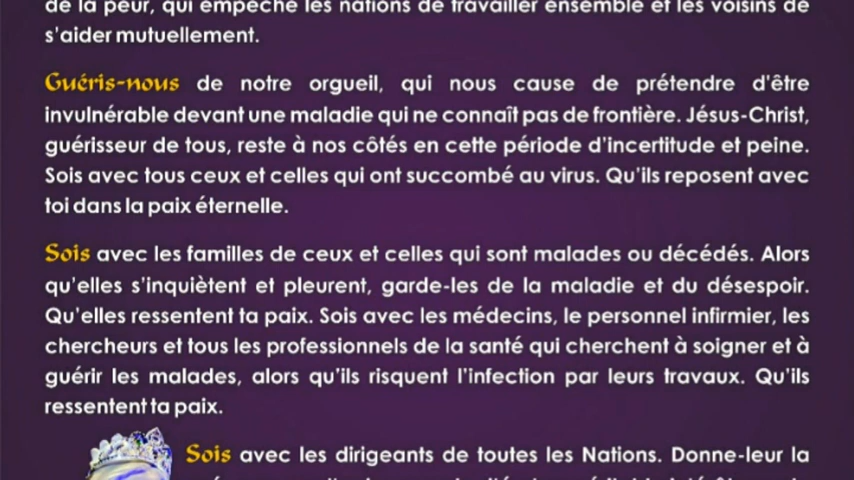 de la peur, qui empêche les nations de travailler ensemble et les voisins de
s'aider mutuellement.
Guéris-nous de notre orgueil, qui nous cause de prétendre d'être
invulnérable devant une maladie qui ne connaît pas de frontière. Jésus-Christ,
guérisseur de tous, reste à nos côtés en cette période d'incertitude et peine.
Sois avec tous ceux et celles qui ont succombé au virus. Qu'ils reposent avec
toi dans la paix éternelle.
Sois avec les familles de ceux et celles qui sont malades ou décédés. Alors
qu'elles s'inquiètent et pleurent, garde-les de la maladie et du désespoir.
Qu'elles ressentent ta paix. Sois avec les médecins, le personnel infirmier, les
chercheurs et tous les professionnels de la santé qui cherchent à soigner et à
guérir les malades, alors qu'ils risquent l'infection par leurs travaux. Qu'ils
ressentent ta paix.
Sois avec les dirigeants de toutes les Nations. Donne-leur la